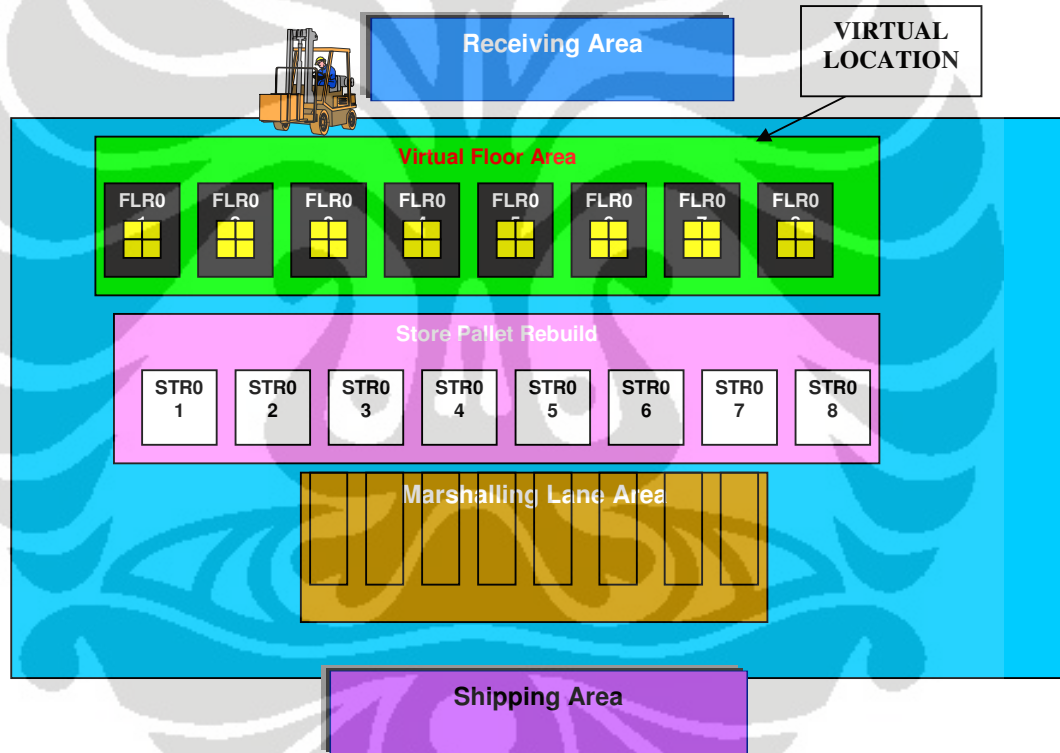 Receiving Area
VIRTUAL
LOCATION
Virtual Floor Area
FLR0
FLR0
FLR0
FLR0
FLR0
FLR0
FLR0
FLR0
Store Pallet Rebuild
STR0
1
STR0
2
STR0
3
STR0
4
STR0
5
STR0
6
STR0
7
STR0
8
Marshalling Lane Area
Shipping Area